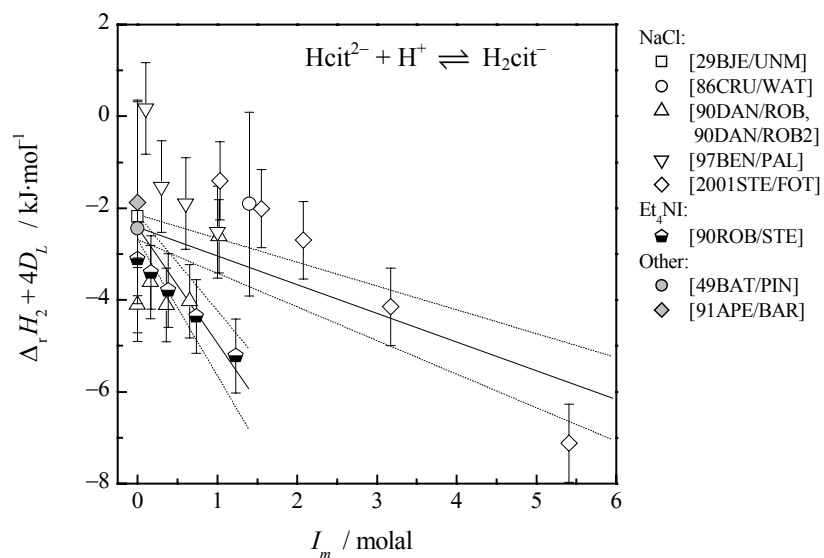 Hcit²⁻ + H⁺ ⇌ H₂cit⁻
2
0
−2
−4
−6
−8
ΔᵣH₂ + 4D_L / kJ·mol⁻¹
0 1 2 3 4 5 6
I_m / molal
NaCl:
[29BJE/UNM]
[86CRU/WAT]
[90DAN/ROB,
90DAN/ROB2]
[97BEN/PAL]
[2001STE/FOT]
Et₄NI:
[90ROB/STE]
Other:
[49BAT/PIN]
[91APE/BAR]